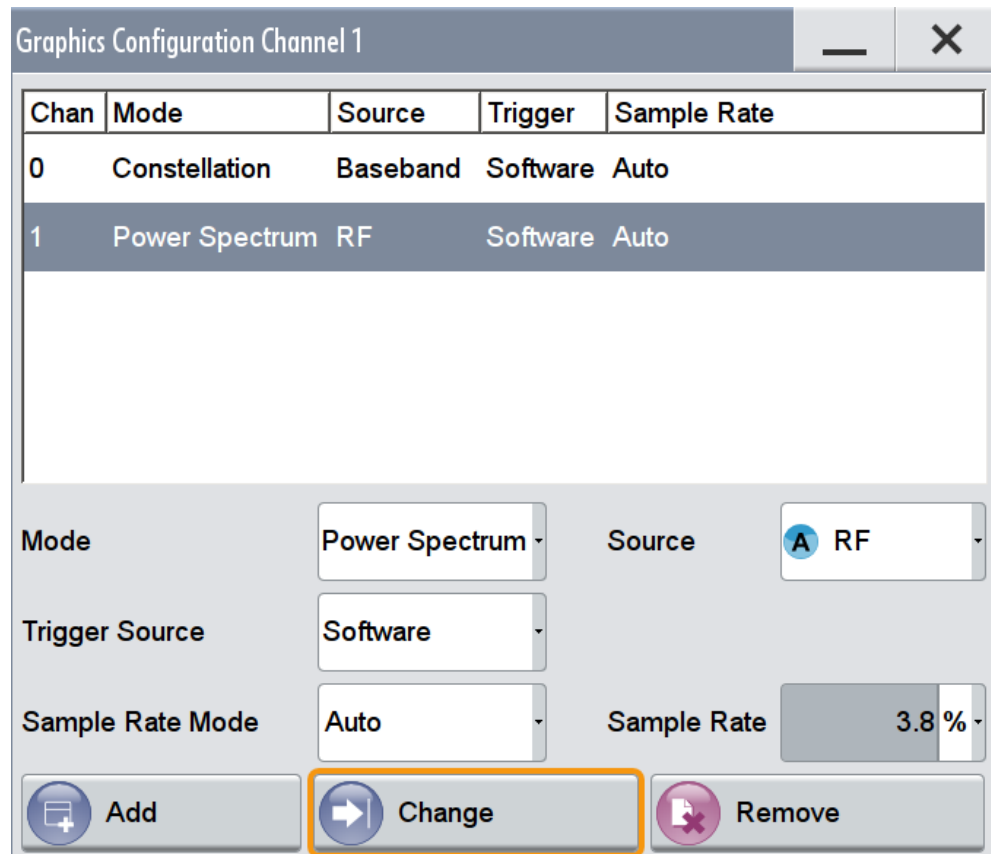 Graphics Configuration Channel 1
Chan Mode Source Trigger Sample Rate
0 Constellation Baseband Software Auto
1 Power Spectrum RF Software Auto
Mode Power Spectrum Source A RF
Trigger Source Software
Sample Rate Mode Auto Sample Rate 3.8 %
Add Change Remove